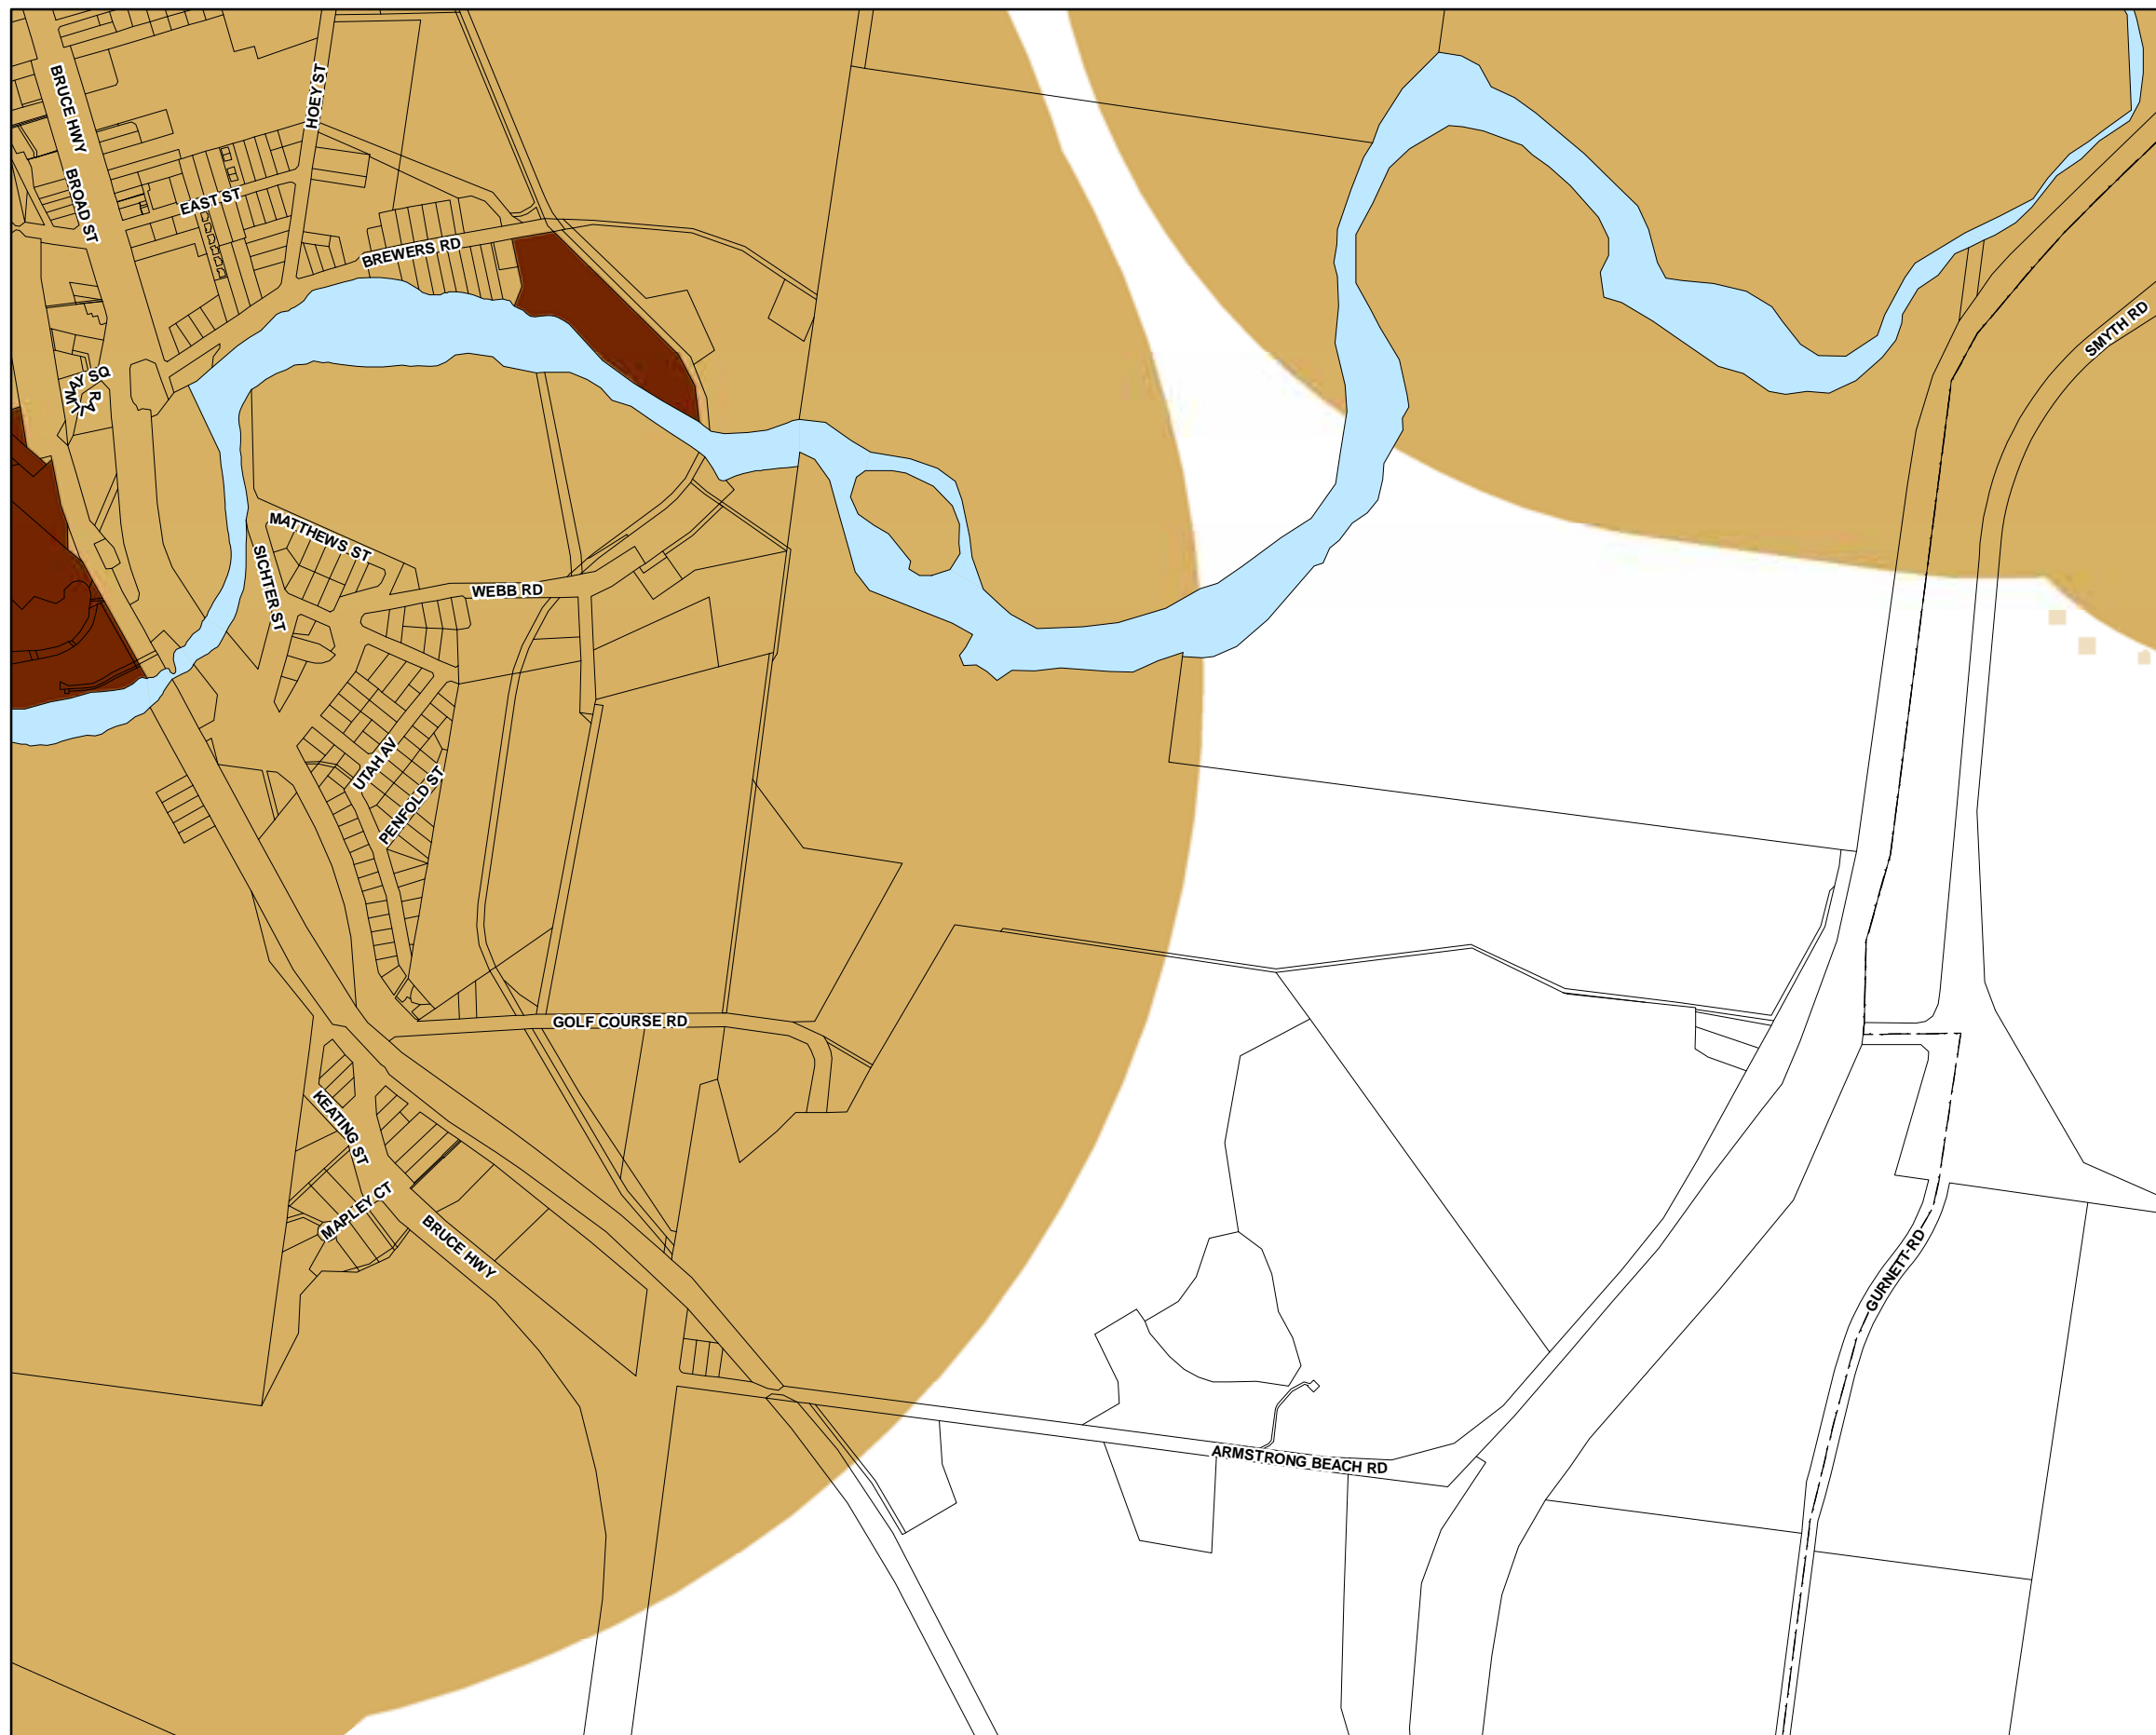 BRUCE HWY
HOEY ST
BROAD ST
EAST ST
BREWERS RD
SMYTH RD
MATTHEWS ST
SICHTER ST
WEBB RD
UTAH AV
PENFOLD ST
GOLF COURSE RD
KEATING ST
MAPLEY CT
BRUCE HWY
GURNETT RD
ARMSTRONG BEACH RD